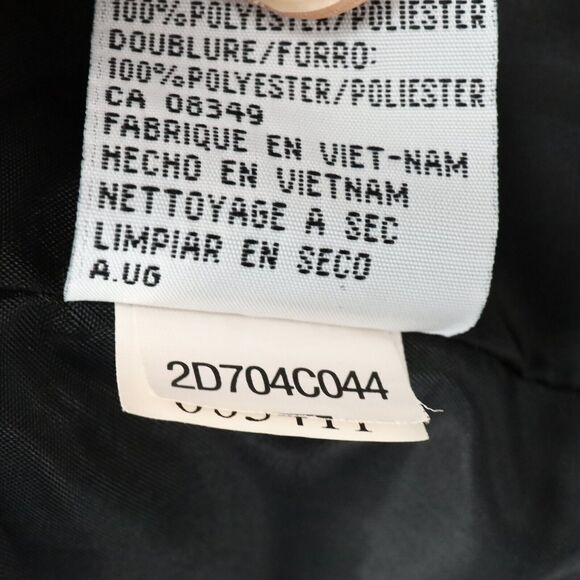 100%POLYESTER/POLIESTER
DOUBLURE/FORRO:
100%POLYESTER/POLIESTER
CA 08349
FABRIQUE EN VIET-NAM
HECHO EN VIETNAM
NETTOYAGE A SEC
LIMPIAR EN SECO
A.UG
2D704C044